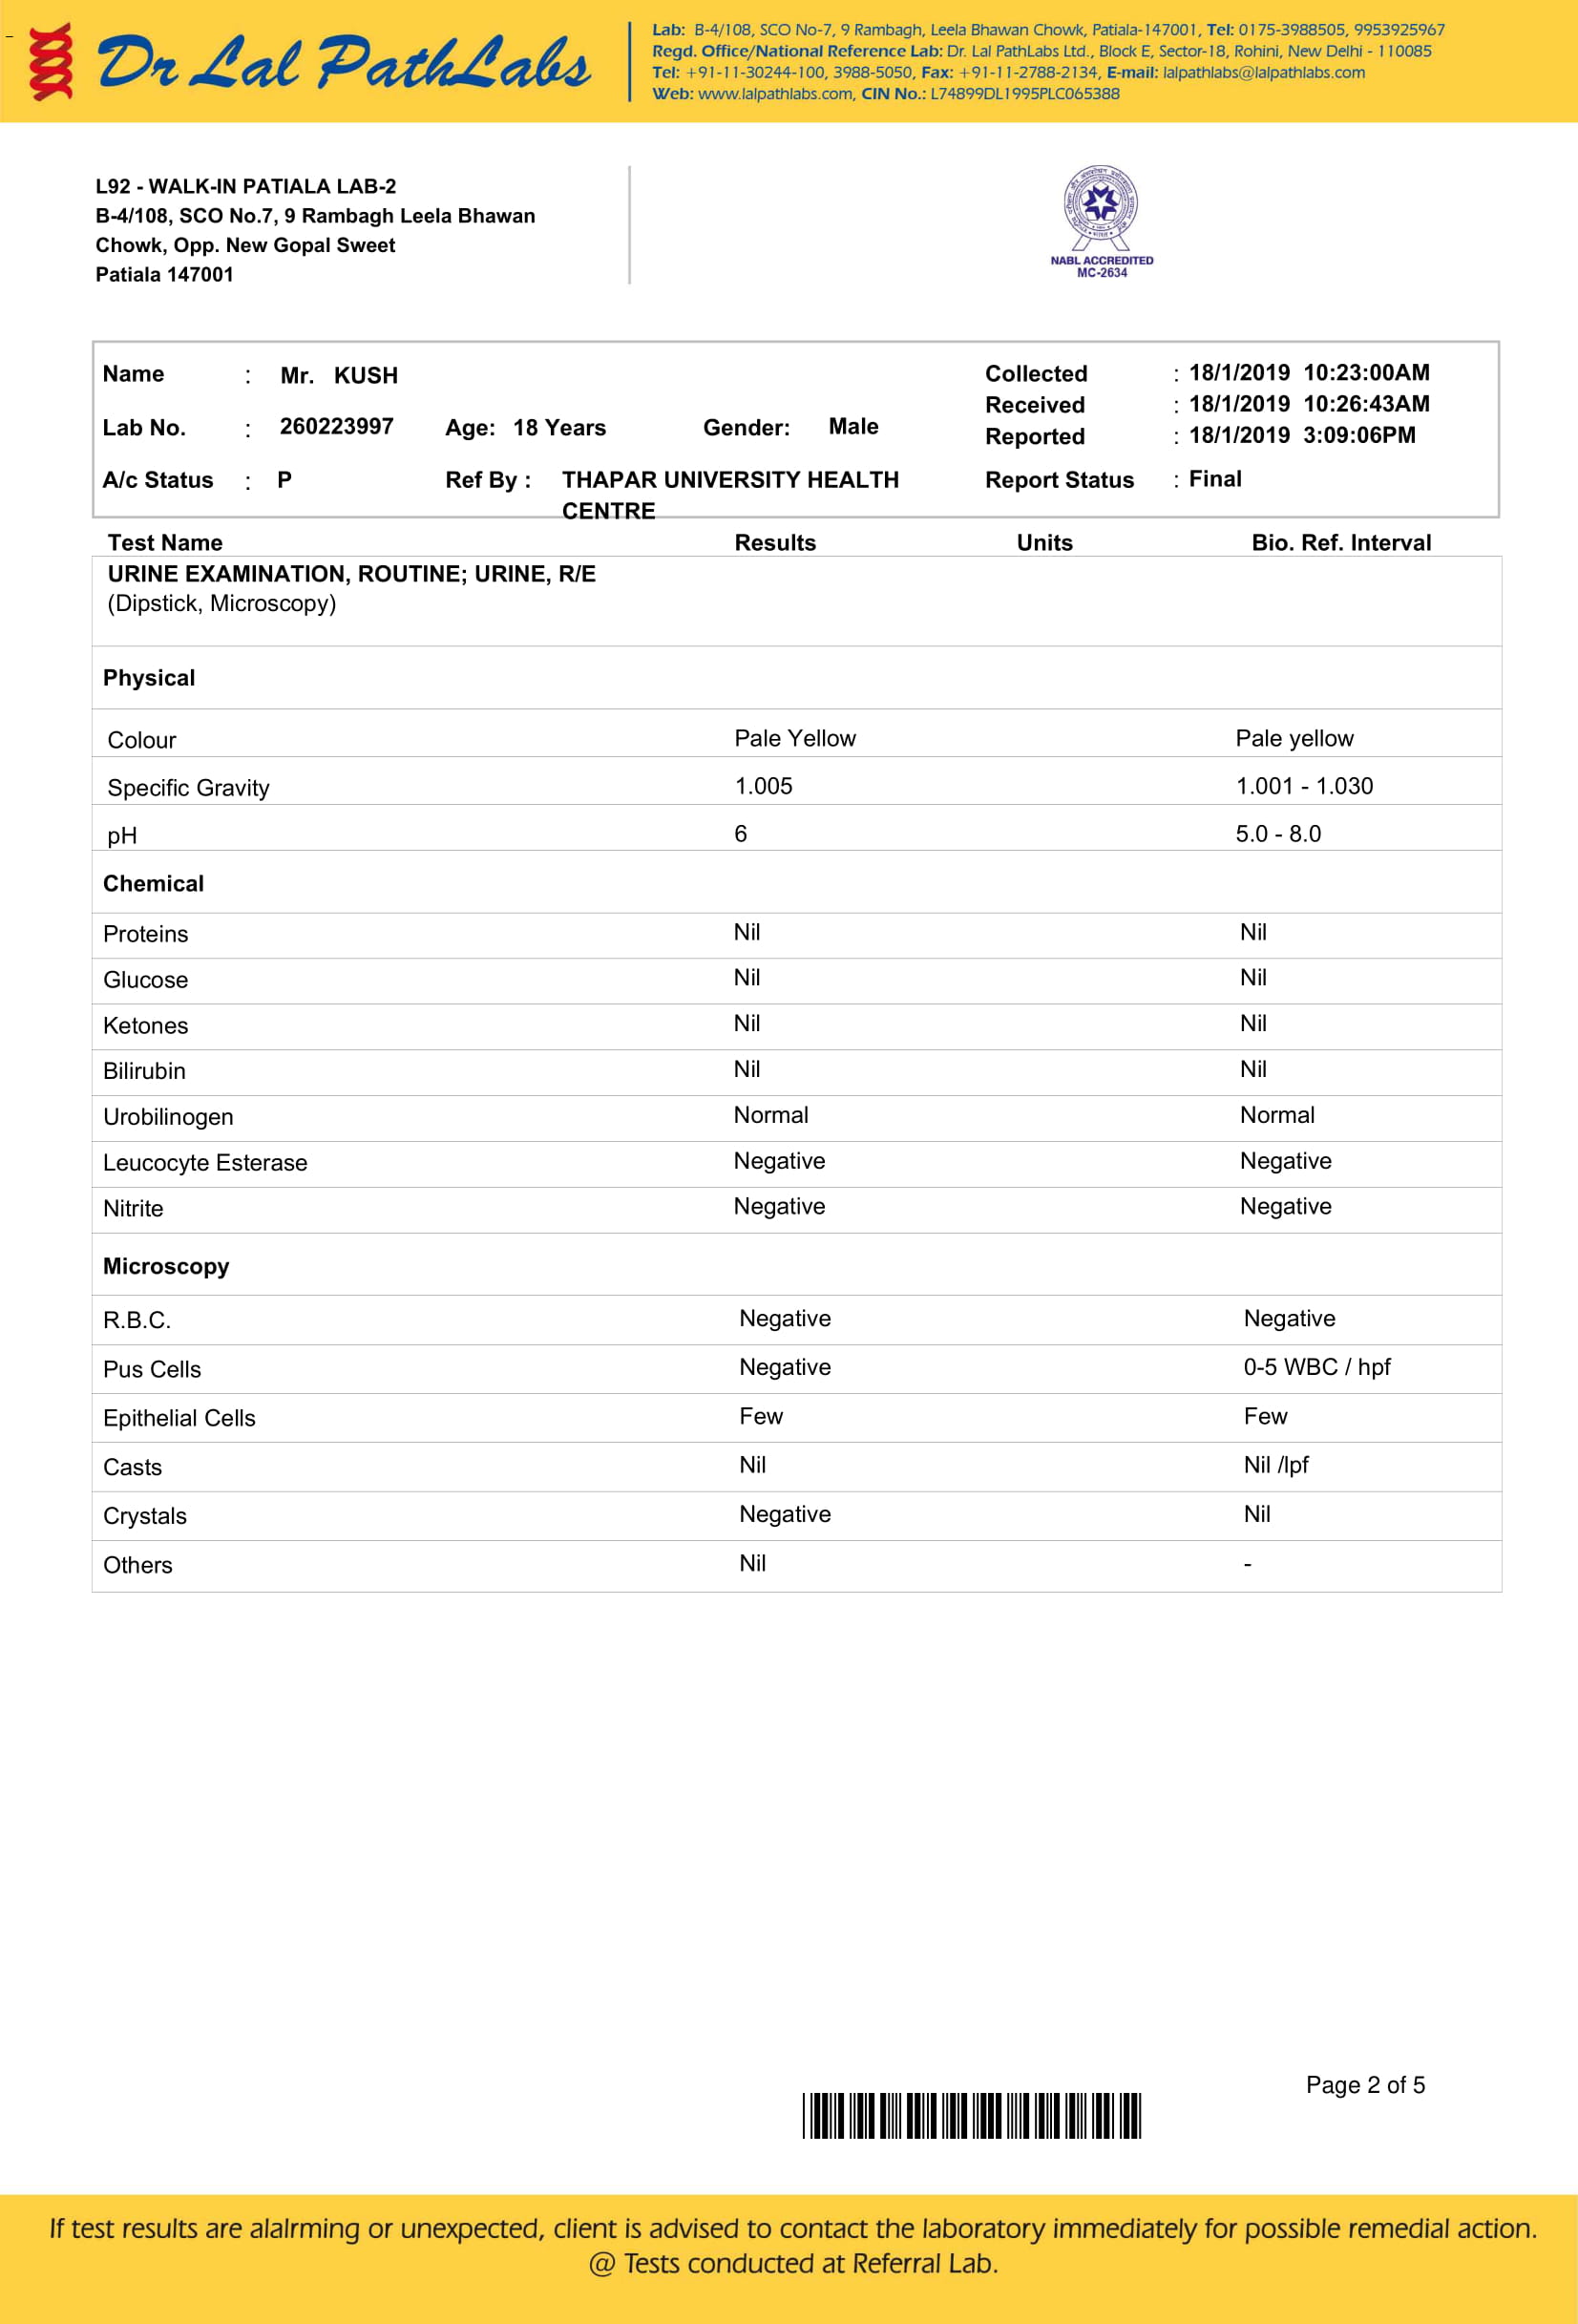 Dr Lal PathLabs
Lab: B-4/108, SCO No-7, 9 Rambagh, Leela Bhawan Chowk, Patiala-147001, Tel: 0175-3988505, 9953925967
Regd. Office/National Reference Lab: Dr. Lal PathLabs Ltd., Block E, Sector-18, Rohini, New Delhi - 110085
Tel: +91-11-30244-100, 3988-5050, Fax: +91-11-2788-2134, E-mail: lalpathlabs@lalpathlabs.com
Web: www.lalpathlabs.com, CIN No.: L74899DL1995PLC065388
L92 - WALK-IN PATIALA LAB-2
B-4/108, SCO No.7, 9 Rambagh Leela Bhawan
Chowk, Opp. New Gopal Sweet
Patiala 147001
NABL ACCREDITED
MC-2634
Name : Mr. KUSH Collected : 18/1/2019 10:23:00AM
Received : 18/1/2019 10:26:43AM
Lab No. : 260223997 Age: 18 Years Gender: Male Reported : 18/1/2019 3:09:06PM
A/c Status : P Ref By : THAPAR UNIVERSITY HEALTH Report Status : Final
CENTRE
Test Name Results Units Bio. Ref. Interval
URINE EXAMINATION, ROUTINE; URINE, R/E
(Dipstick, Microscopy)
Physical
Colour Pale Yellow Pale yellow
Specific Gravity 1.005 1.001 - 1.030
pH 6 5.0 - 8.0
Chemical
Proteins Nil Nil
Glucose Nil Nil
Ketones Nil Nil
Bilirubin Nil Nil
Urobilinogen Normal Normal
Leucocyte Esterase Negative Negative
Nitrite Negative Negative
Microscopy
R.B.C. Negative Negative
Pus Cells Negative 0-5 WBC / hpf
Epithelial Cells Few Few
Casts Nil Nil /lpf
Crystals Negative Nil
Others Nil -
Page 2 of 5
If test results are alalrming or unexpected, client is advised to contact the laboratory immediately for possible remedial action.
@ Tests conducted at Referral Lab.